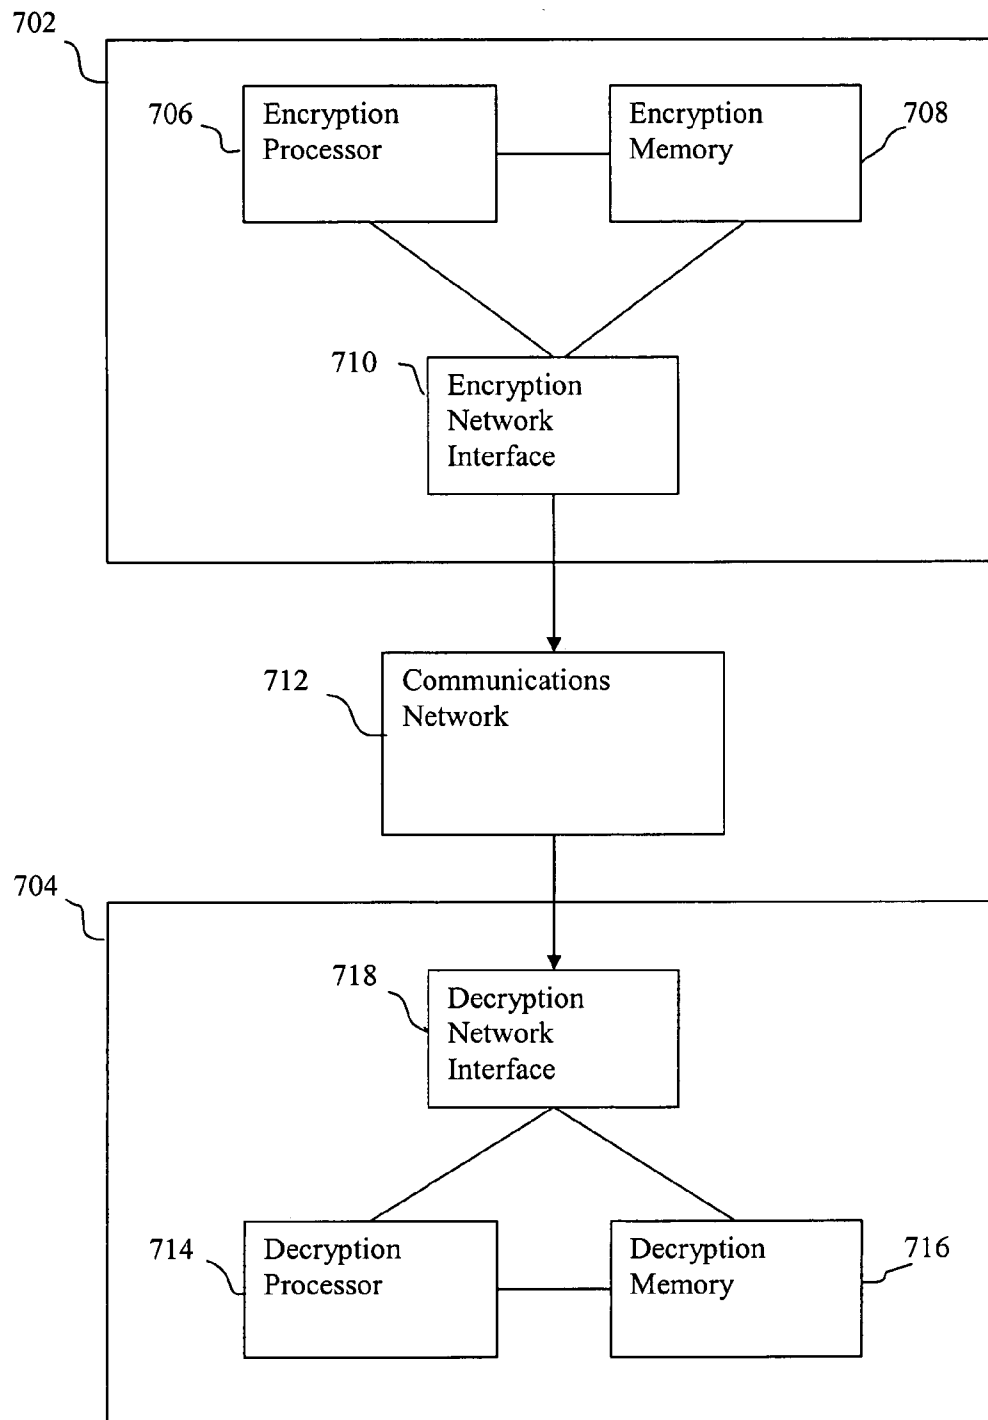 702
706
Encryption
Processor
Encryption
Memory
708
710
Encryption
Network
Interface
712
Communications
Network
704
718
Decryption
Network
Interface
714
Decryption
Processor
Decryption
Memory
716